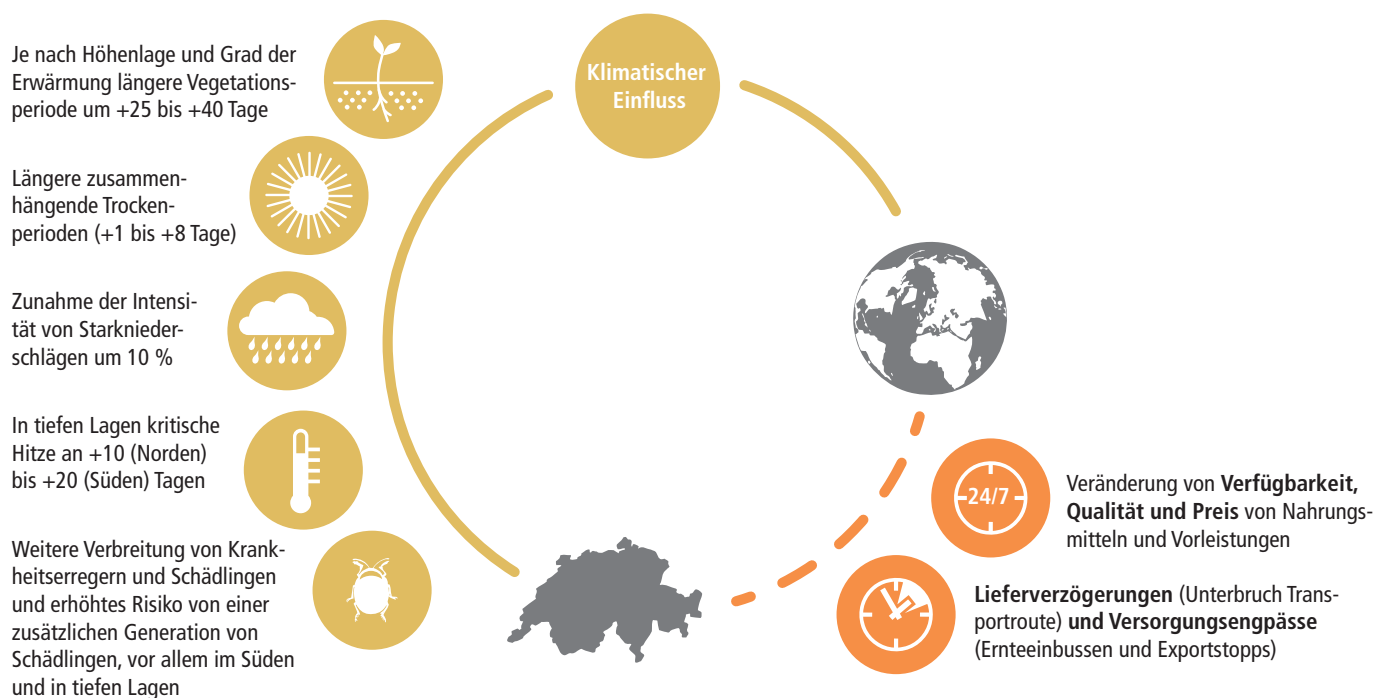 Je nach Höhenlage und Grad der
Erwärmung längere Vegetations-
periode um +25 bis +40 Tage
Klimatischer
Einfluss
Längere zusammen-
hängende Trocken-
perioden (+1 bis +8 Tage)
Zunahme der Intensi-
tät von Starknieder-
schlägen um 10 %
In tiefen Lagen kritische
Hitze an +10 (Norden)
bis +20 (Süden) Tagen
Weitere Verbreitung von Krank-
heitserregern und Schädlingen
und erhöhtes Risiko von einer
zusätzlichen Generation von
Schädlingen, vor allem im Süden
und in tiefen Lagen
24/7
Veränderung von Verfügbarkeit,
Qualität und Preis von Nahrungs-
mitteln und Vorleistungen
Lieferverzögerungen (Unterbruch Trans-
portroute) und Versorgungsengpässe
(Ernteeinbussen und Exportstopps)